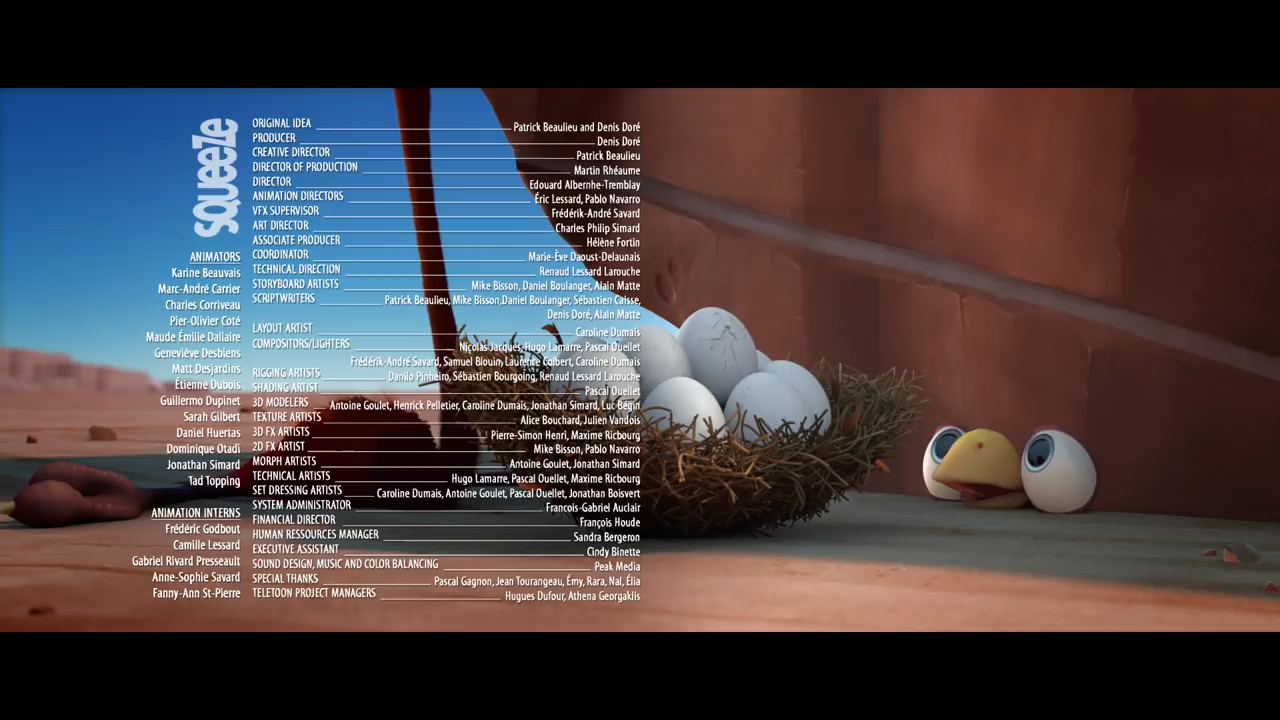 squeeze
ANIMATORS
Karine Beauvais
Marc-André Carrier
Charles Corriveau
Pier-Olivier Coté
Maude Émilie Dallaire
Geneviève Desbiens
Matt Desjardins
Étienne Dubois
Guillermo Dupinet
Sarah Gilbert
Daniel Huertas
Dominique Otadi
Jonathan Simard
Tad Topping
ANIMATION INTERNS
Frédéric Godbout
Camille Lessard
Gabriel Rivard Presseault
Anne-Sophie Savard
Fanny-Ann St-Pierre
ORIGINAL IDEA Patrick Beaulieu and Denis Doré
PRODUCER Denis Doré
CREATIVE DIRECTOR Patrick Beaulieu
DIRECTOR OF PRODUCTION Martin Rhéaume
DIRECTOR Edouard Albernhe-Tremblay
ANIMATION DIRECTORS Éric Lessard, Pablo Navarro
VFX SUPERVISOR Frédérik-André Savard
ART DIRECTOR Charles Philip Simard
ASSOCIATE PRODUCER Hélène Fortin
COORDINATOR Marie-Ève Daoust-Delaunais
TECHNICAL DIRECTION Renaud Lessard Larouche
STORYBOARD ARTISTS Mike Bisson, Daniel Boulanger, Alain Matte
SCRIPTWRITERS Patrick Beaulieu, Mike Bisson,Daniel Boulanger, Sébastien Caisse,
Denis Doré, Alain Matte
LAYOUT ARTIST Caroline Dumais
COMPOSITORS/LIGHTERS Nicolas Jacques, Hugo Lamarre, Pascal Ouellet
Frédérik-André Savard, Samuel Blouin, Laurence Colbert, Caroline Dumais
RIGGING ARTISTS Danilo Pinheiro, Sébastien Bourgoing, Renaud Lessard Larouche
SHADING ARTIST Pascal Ouellet
3D MODELERS Antoine Goulet, Henrick Pelletier, Caroline Dumais, Jonathan Simard, Luc Bégin
TEXTURE ARTISTS Alice Bouchard, Julien Vandois
3D FX ARTISTS Pierre-Simon Henri, Maxime Ricbourg
2D FX ARTIST Mike Bisson, Pablo Navarro
MORPH ARTISTS Antoine Goulet, Jonathan Simard
TECHNICAL ARTISTS Hugo Lamarre, Pascal Ouellet, Maxime Ricbourg
SET DRESSING ARTISTS Caroline Dumais, Antoine Goulet, Pascal Ouellet, Jonathan Boisvert
SYSTEM ADMINISTRATOR Francois-Gabriel Auclair
FINANCIAL DIRECTOR François Houde
HUMAN RESSOURCES MANAGER Sandra Bergeron
EXECUTIVE ASSISTANT Cindy Binette
SOUND DESIGN, MUSIC AND COLOR BALANCING Peak Media
SPECIAL THANKS Pascal Gagnon, Jean Tourangeau, Émy, Rara, Nal, Élia
TELETOON PROJECT MANAGERS Hugues Dufour, Athena Georgaklis